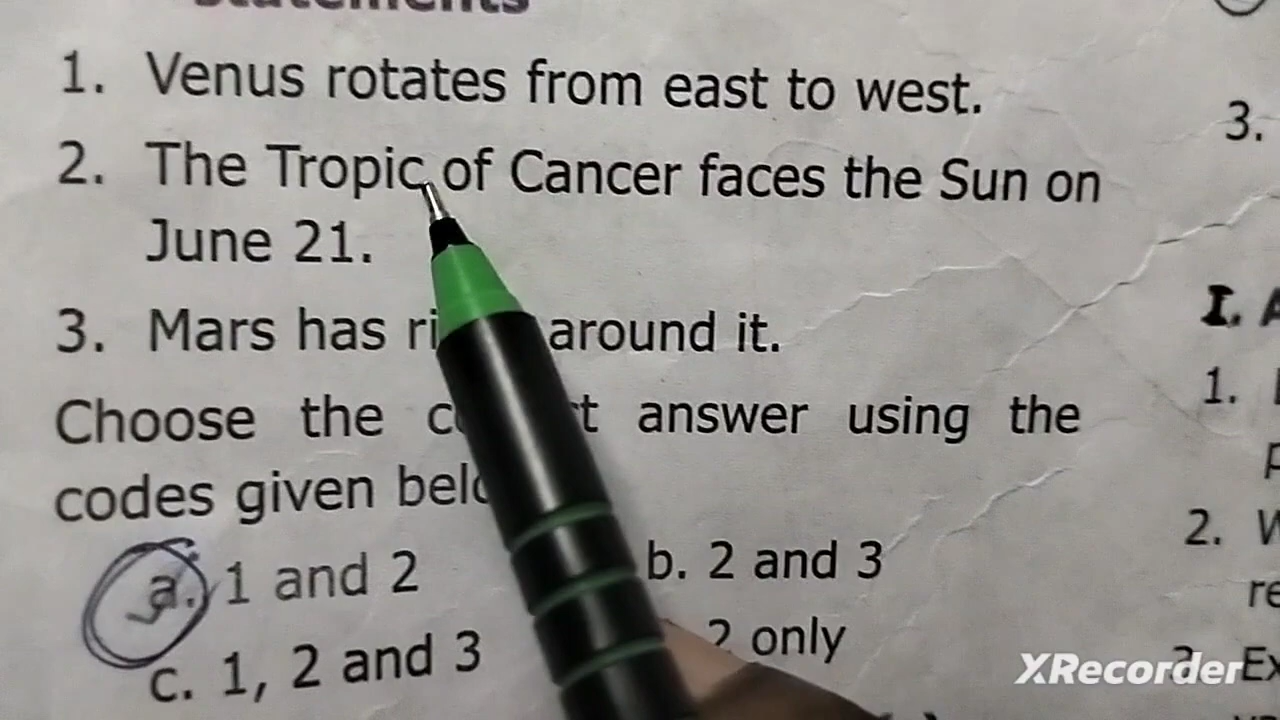 Statements
1. Venus rotates from east to west.
2. The Tropic of Cancer faces the Sun on
June 21.
3. Mars has around it.
Choose the answer using the
codes given
a. 1 and 2
b. 2 and 3
c. 1, 2 and 3
2 only
3.
I.
1.
2.
XRecorder